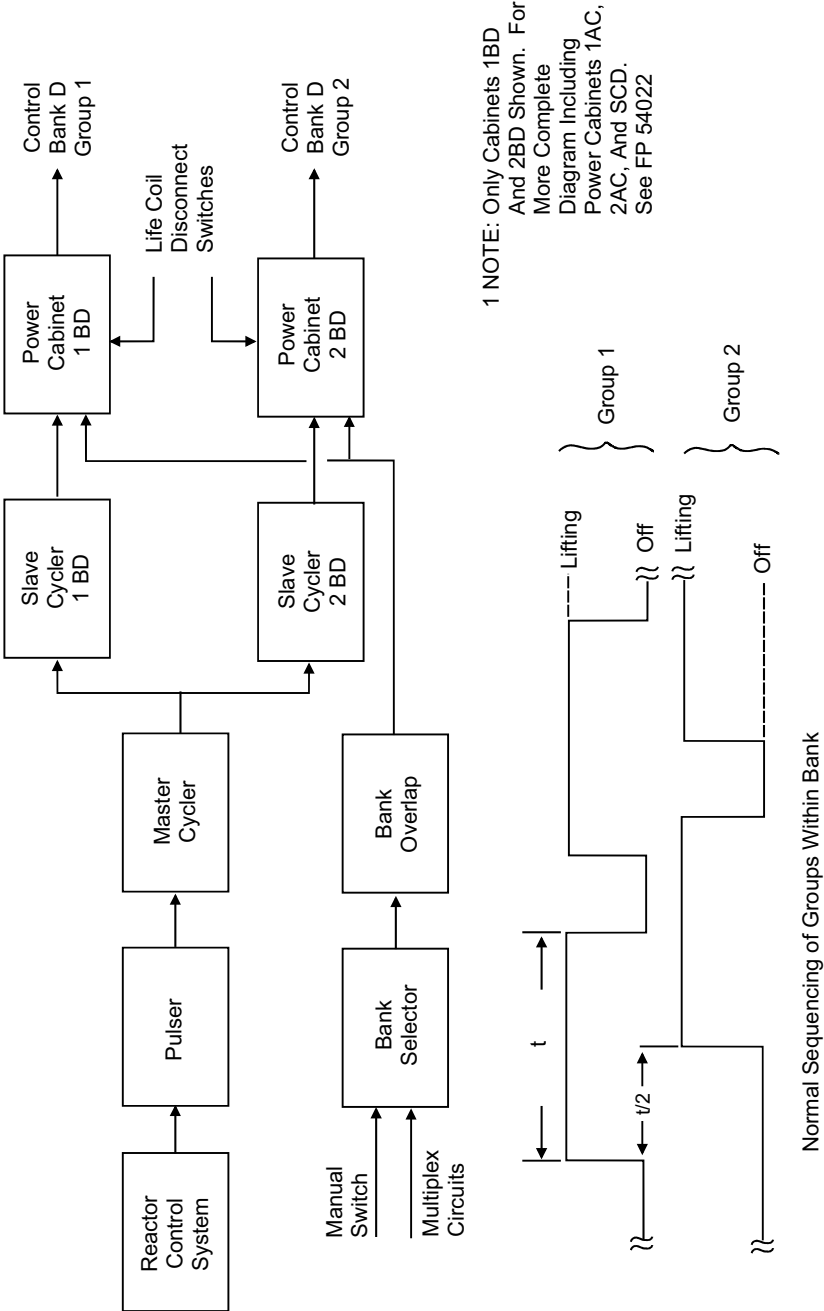 Reactor
Control
System
Pulser
Master
Cycler
Slave
Cycler
1 BD
Power
Cabinet
1 BD
Control
Bank D
Group 1
Life Coil
Disconnect
Switches
Slave
Cycler
2 BD
Power
Cabinet
2 BD
Control
Bank D
Group 2
Manual
Switch
Multiplex
Circuits
Bank
Selector
Bank
Overlap
1 NOTE: Only Cabinets 1BD
And 2BD Shown. For
More Complete
Diagram Including
Power Cabinets 1AC,
2AC, And SCD.
See FP 54022
t
Lifting
Off
Group 1
t/2
Lifting
Off
Group 2
Normal Sequencing of Groups Within Bank